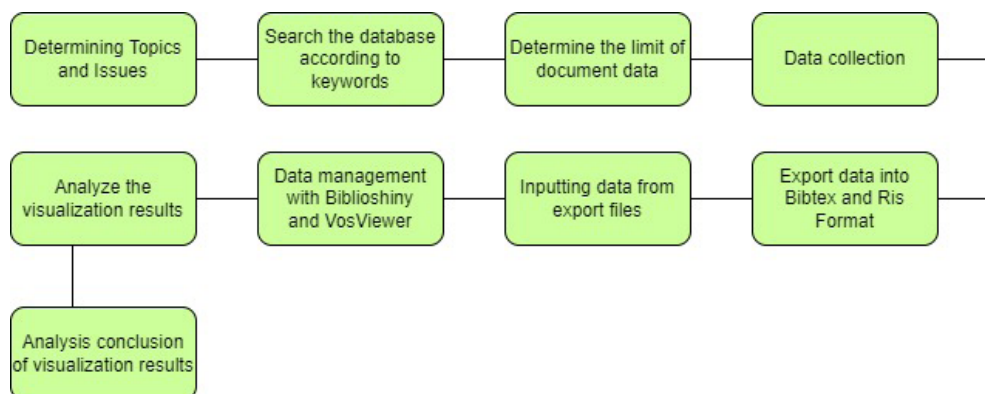 Determining Topics
and Issues
Search the database
according to
keywords
Determine the limit of
document data
Data collection
Analyze the
visualization results
Data management
with Biblioshiny
and VosViewer
Inputting data from
export files
Export data into
Bibtex and Ris
Format
Analysis conclusion
of visualization results